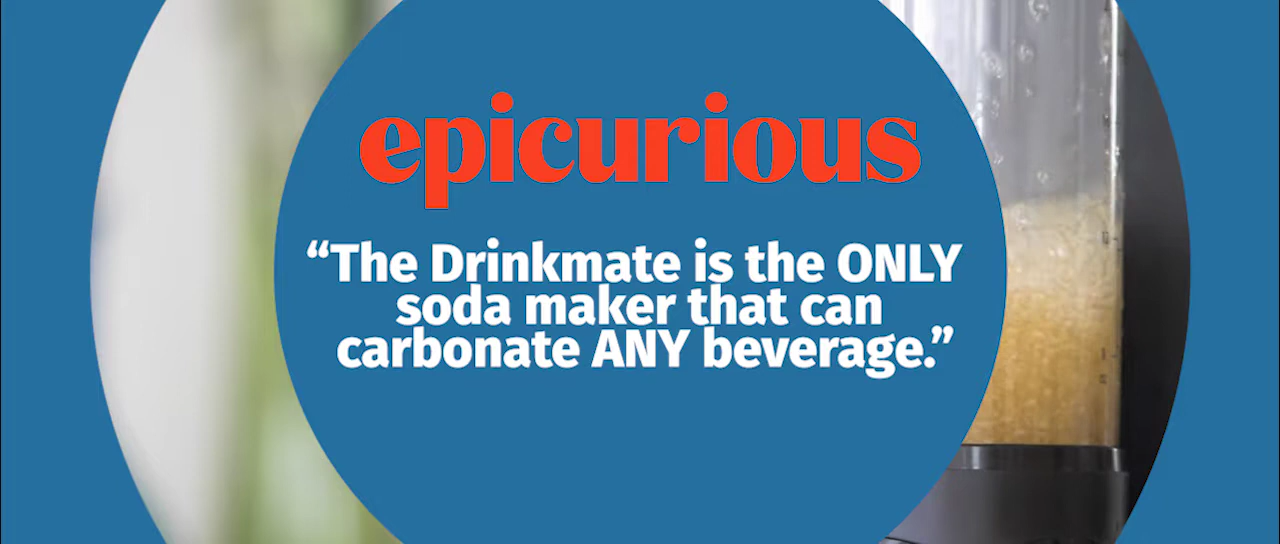 epicurious
“The Drinkmate is the ONLY
soda maker that can
carbonate ANY beverage.”